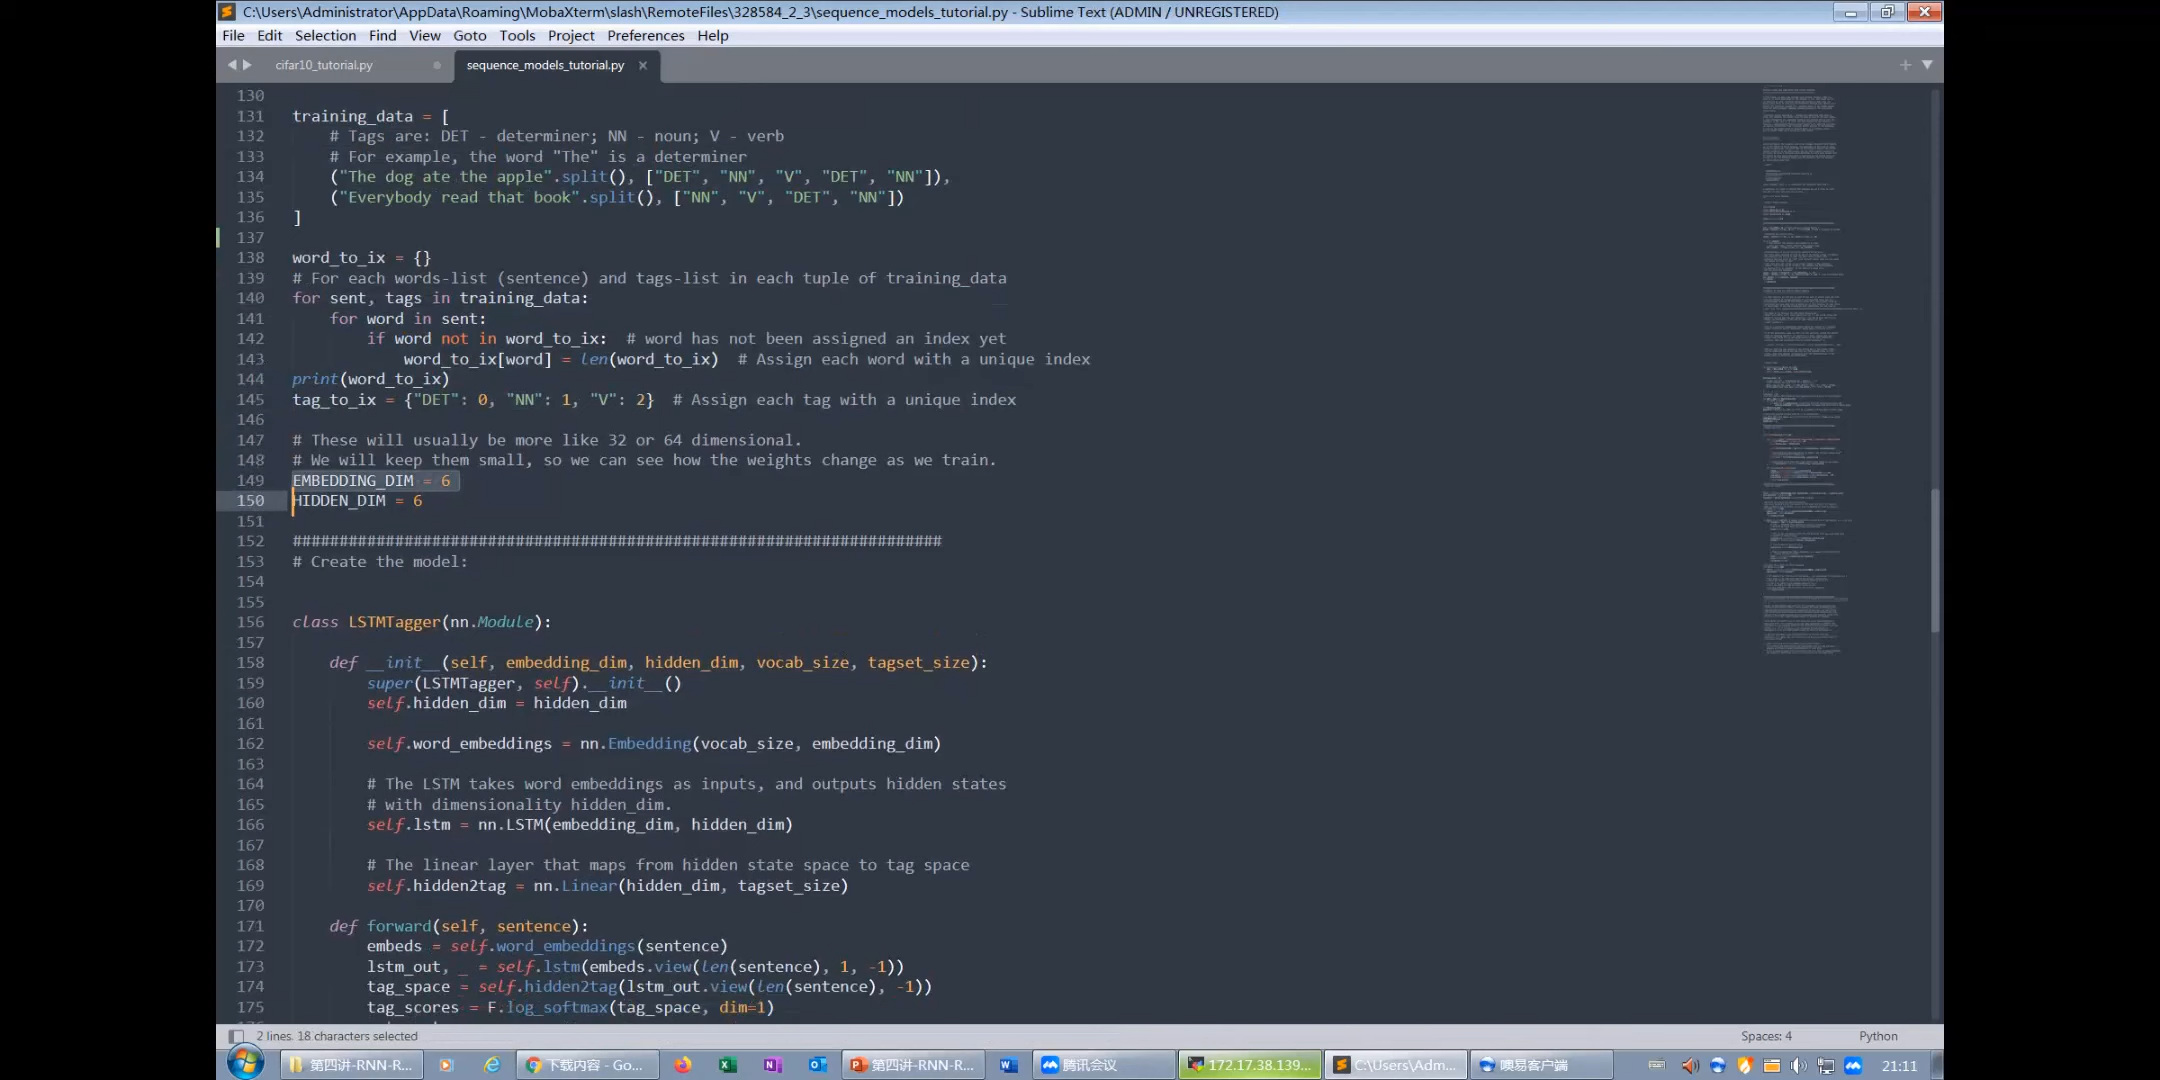 C:\Users\Administrator\AppData\Roaming\MobaXterm\slash\RemoteFiles\328584_2_3\sequence_models_tutorial.py - Sublime Text (ADMIN / UNREGISTERED)
File Edit Selection Find View Goto Tools Project Preferences Help
cifar10_tutorial.py sequence_models_tutorial.py
130
131 training_data = [
132 # Tags are: DET - determiner; NN - noun; V - verb
133 # For example, the word "The" is a determiner
134 ("The dog ate the apple".split(), ["DET", "NN", "V", "DET", "NN"]),
135 ("Everybody read that book".split(), ["NN", "V", "DET", "NN"])
136 ]
137
138 word_to_ix = {}
139 # For each words-list (sentence) and tags-list in each tuple of training_data
140 for sent, tags in training_data:
141 for word in sent:
142 if word not in word_to_ix: # word has not been assigned an index yet
143 word_to_ix[word] = len(word_to_ix) # Assign each word with a unique index
144 print(word_to_ix)
145 tag_to_ix = {"DET": 0, "NN": 1, "V": 2} # Assign each tag with a unique index
146
147 # These will usually be more like 32 or 64 dimensional.
148 # We will keep them small, so we can see how the weights change as we train.
149 EMBEDDING_DIM = 6
150 HIDDEN_DIM = 6
151
152 ######################################################################
153 # Create the model:
154
155
156 class LSTMTagger(nn.Module):
157
158 def __init__(self, embedding_dim, hidden_dim, vocab_size, tagset_size):
159 super(LSTMTagger, self).__init__()
160 self.hidden_dim = hidden_dim
161
162 self.word_embeddings = nn.Embedding(vocab_size, embedding_dim)
163
164 # The LSTM takes word embeddings as inputs, and outputs hidden states
165 # with dimensionality hidden_dim.
166 self.lstm = nn.LSTM(embedding_dim, hidden_dim)
167
168 # The linear layer that maps from hidden state space to tag space
169 self.hidden2tag = nn.Linear(hidden_dim, tagset_size)
170
171 def forward(self, sentence):
172 embeds = self.word_embeddings(sentence)
173 lstm_out, _ = self.lstm(embeds.view(len(sentence), 1, -1))
174 tag_space = self.hidden2tag(lstm_out.view(len(sentence), -1))
175 tag_scores = F.log_softmax(tag_space, dim=1)
2 lines, 18 characters selected Spaces: 4 Python
第四讲-RNN-R... 下载内容 - Go... 第四讲-RNN-R... 腾讯会议 172.17.38.139... C:\Users\Adm... 噢易客户端 21:11